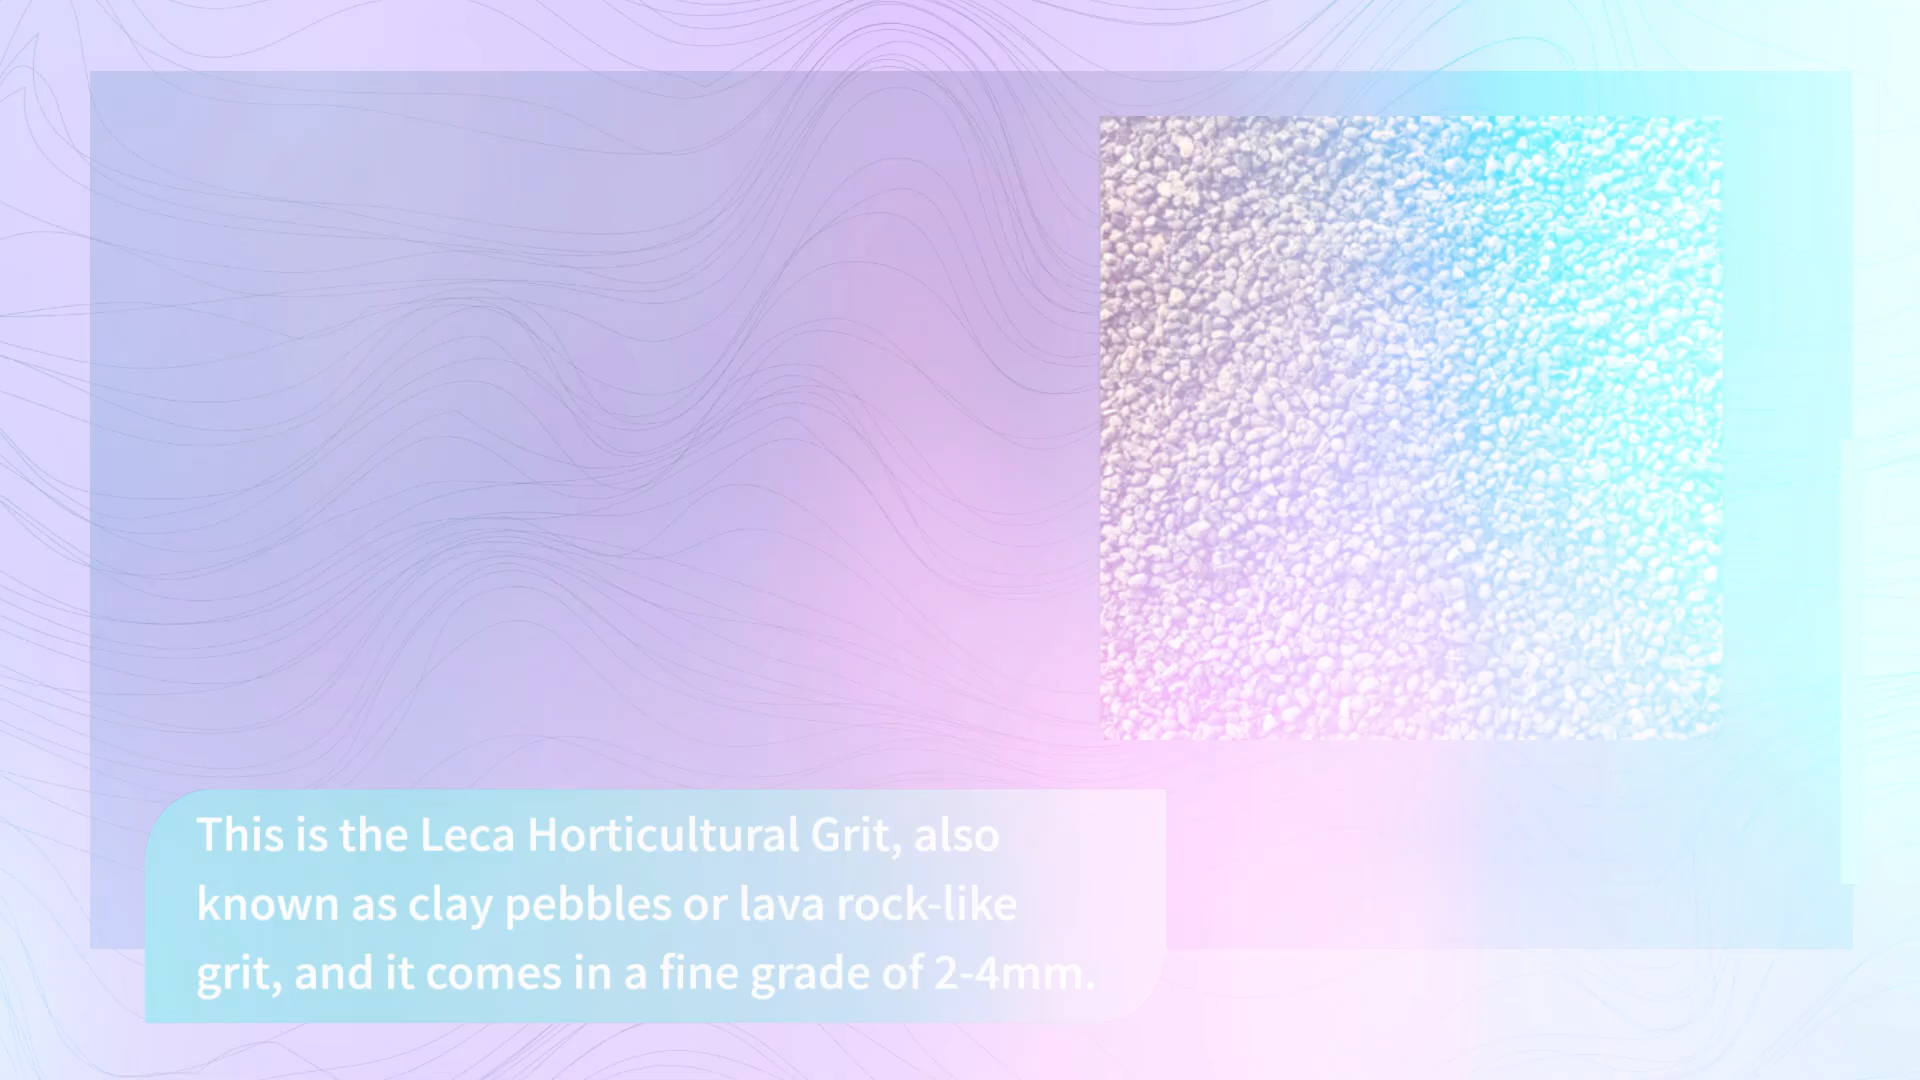 This is the Leca Horticultural Grit, also
known as clay pebbles or lava rock-like
grit, and it comes in a fine grade of 2-4mm.